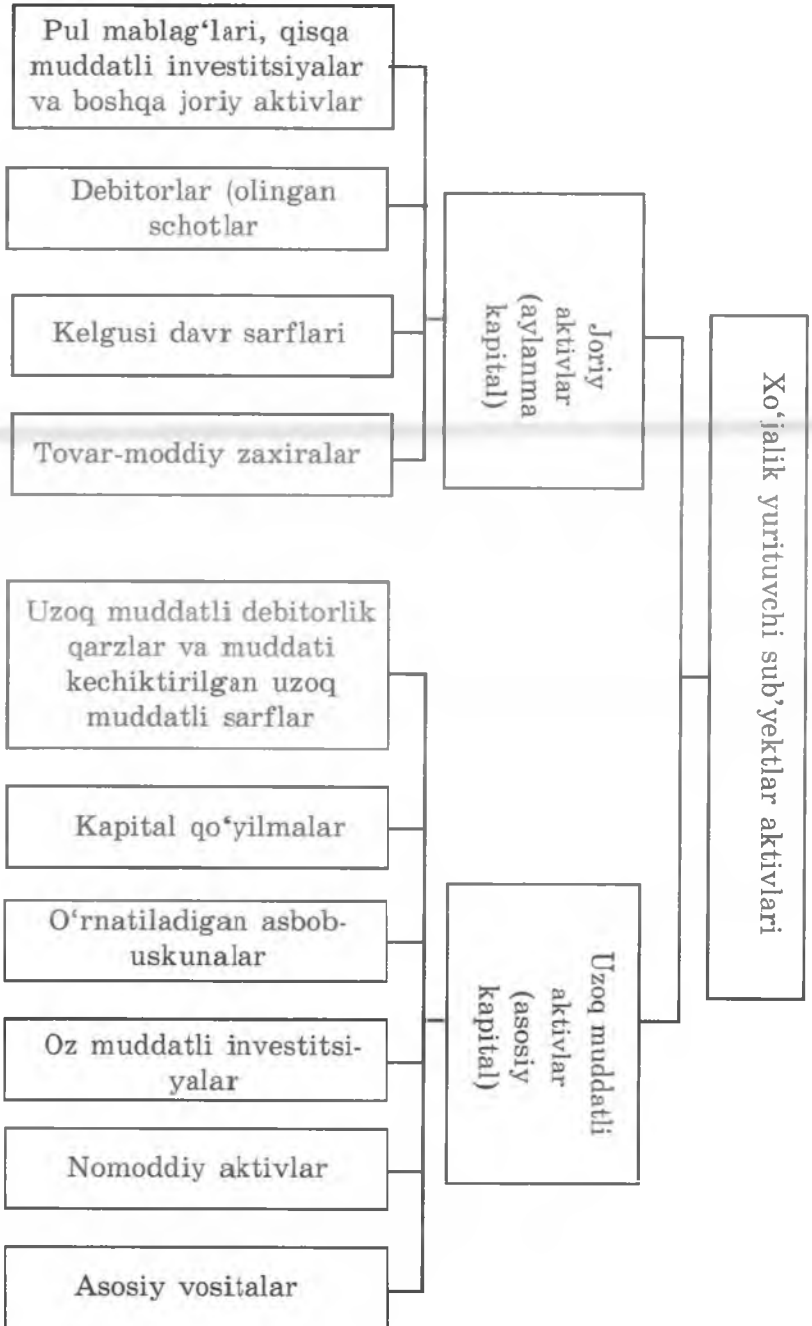 Pul mablag‘lari, qisqa
muddatli investitsiyalar
va boshqa joriy aktivlar
Debitorlar (olingan
schotlar
Kelgusi davr sarflari
Tovar-moddiy zaxiralar
Joriy
aktivlar
(aylanma
kapital)
Xo‘jalik yurituvchi sub’yektlar aktivlari
Uzoq muddatli debitorlik
qarzlar va muddati
kechiktirilgan uzoq
muddatli sarflar
Kapital qo‘yilmalar
O‘rnatiladigan asbob-
uskunalar
Oz muddatli investitsi-
yalar
Nomoddiy aktivlar
Asosiy vositalar
Uzoq muddatli
aktivlar
(asosiy
kapital)